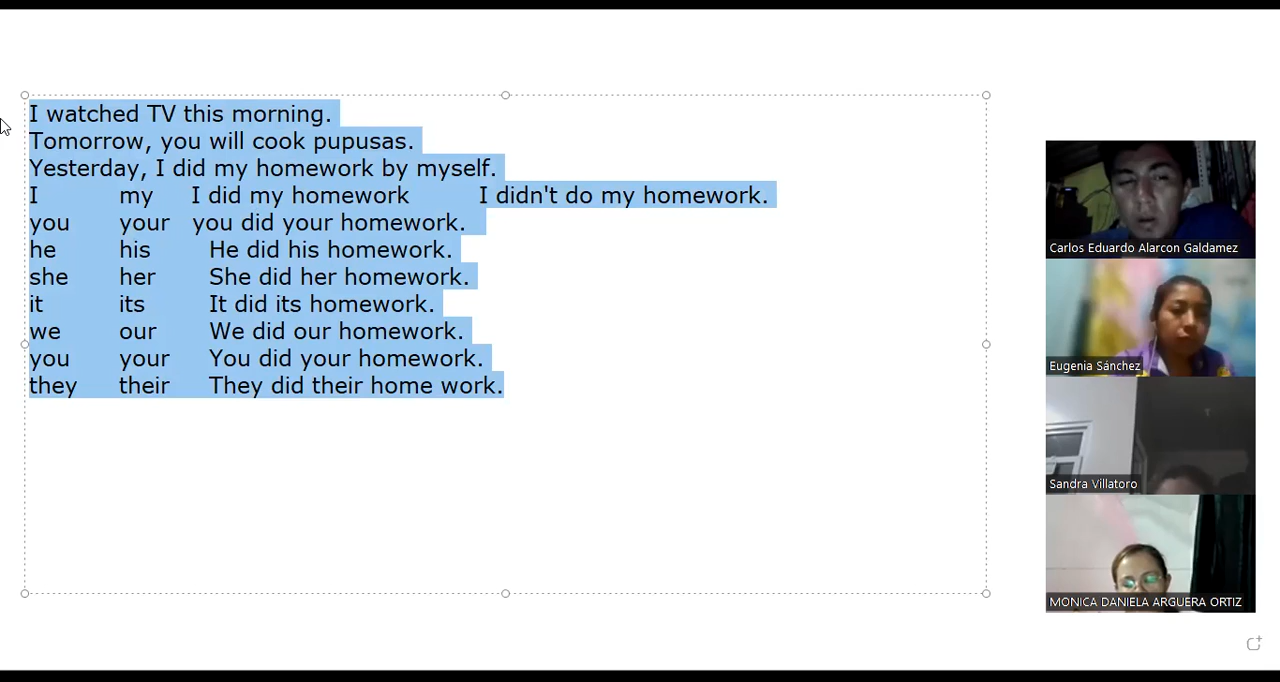 I watched TV this morning.
Tomorrow, you will cook pupusas.
Yesterday, I did my homework by myself.
I my I did my homework I didn't do my homework.
you your you did your homework.
he his He did his homework.
she her She did her homework.
it its It did its homework.
we our We did our homework.
you your You did your homework.
they their They did their home work.
Carlos Eduardo Alarcon Galdamez
Eugenia Sánchez
Sandra Villatoro
MONICA DANIELA ARGUERA ORTIZ